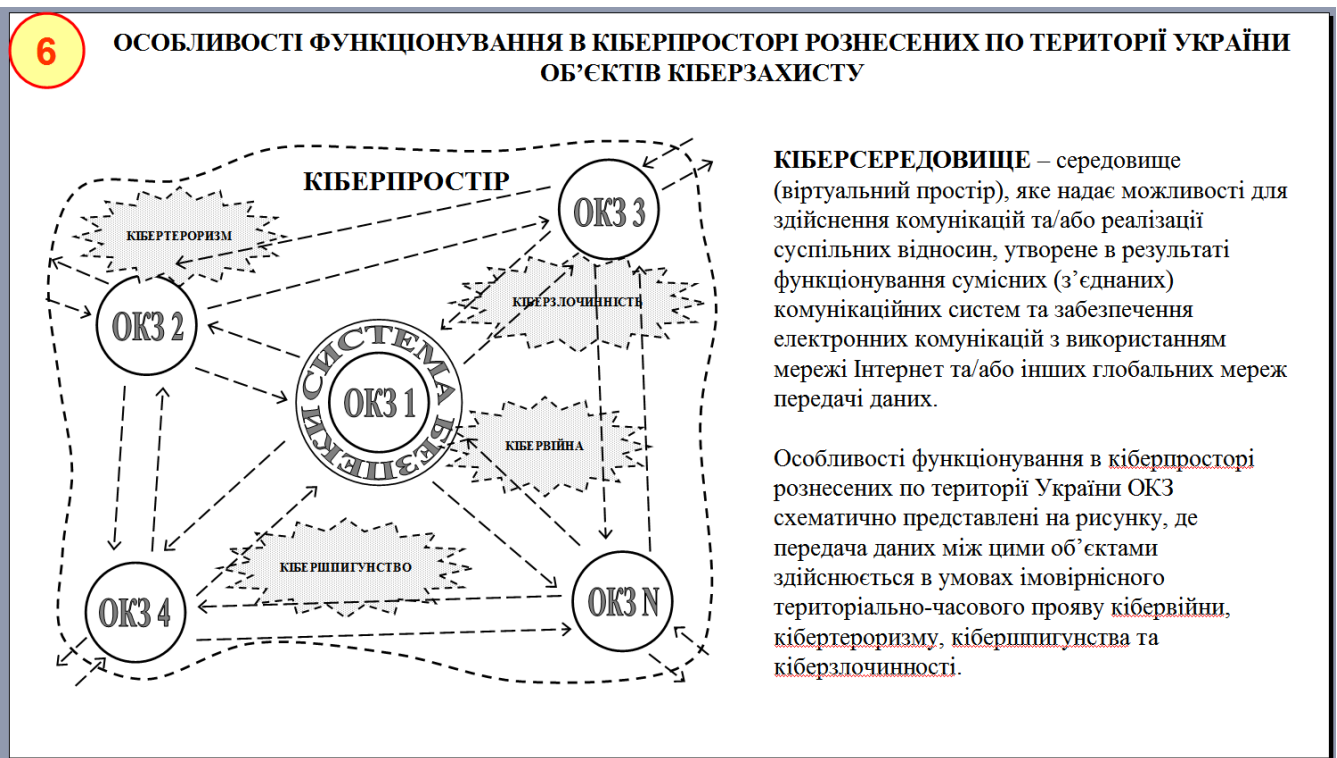 6
ОСОБЛИВОСТІ ФУНКЦІОНУВАННЯ В КІБЕРПРОСТОРІ РОЗНЕСЕНИХ ПО ТЕРИТОРІЇ УКРАЇНИ
ОБ’ЄКТІВ КІБЕРЗАХИСТУ
КІБЕРПРОСТІР
КІБЕРТЕРОРИЗМ
ОКЗ 3
КІБЕРЗЛОЧИННІСТЬ
ОКЗ 2
СИСТЕМА БЕЗПЕКИ
ОКЗ 1
КІБЕРВІЙНА
КІБЕРШПИГУНСТВО
ОКЗ 4
ОКЗ N
КІБЕРСЕРЕДОВИЩЕ – середовище
(віртуальний простір), яке надає можливості для
здійснення комунікацій та/або реалізації
суспільних відносин, утворене в результаті
функціонування сумісних (з’єднаних)
комунікаційних систем та забезпечення
електронних комунікацій з використанням
мережі Інтернет та/або інших глобальних мереж
передачі даних.
Особливості функціонування в кіберпросторі
рознесених по території України ОКЗ
схематично представлені на рисунку, де
передача даних між цими об’єктами
здійснюється в умовах імовірнісного
територіально-часового прояву кібервійни,
кібертероризму, кібершпигунства та
кіберзлочинності.